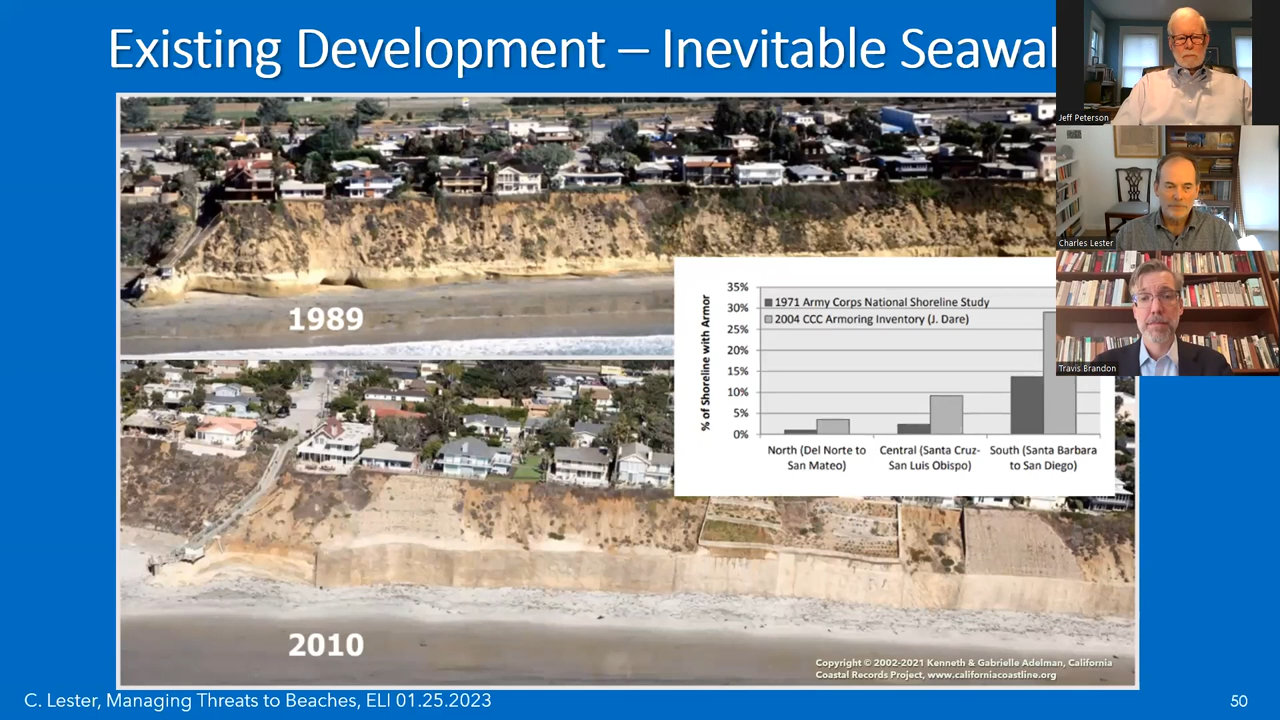 Existing Development – Inevitable Seawal
Jeff Peterson
Charles Lester
Travis Brandon
1989
% of Shoreline with Armor
35%
30%
25%
20%
15%
10%
5%
0%
1971 Army Corps National Shoreline Study
2004 CCC Armoring Inventory (J. Dare)
North (Del Norte to
San Mateo)
Central (Santa Cruz-
San Luis Obispo)
South (Santa Barbara
to San Diego)
2010
Copyright © 2002-2021 Kenneth & Gabrielle Adelman, California
Coastal Records Project, www.californiacoastline.org
C. Lester, Managing Threats to Beaches, ELI 01.25.2023
50